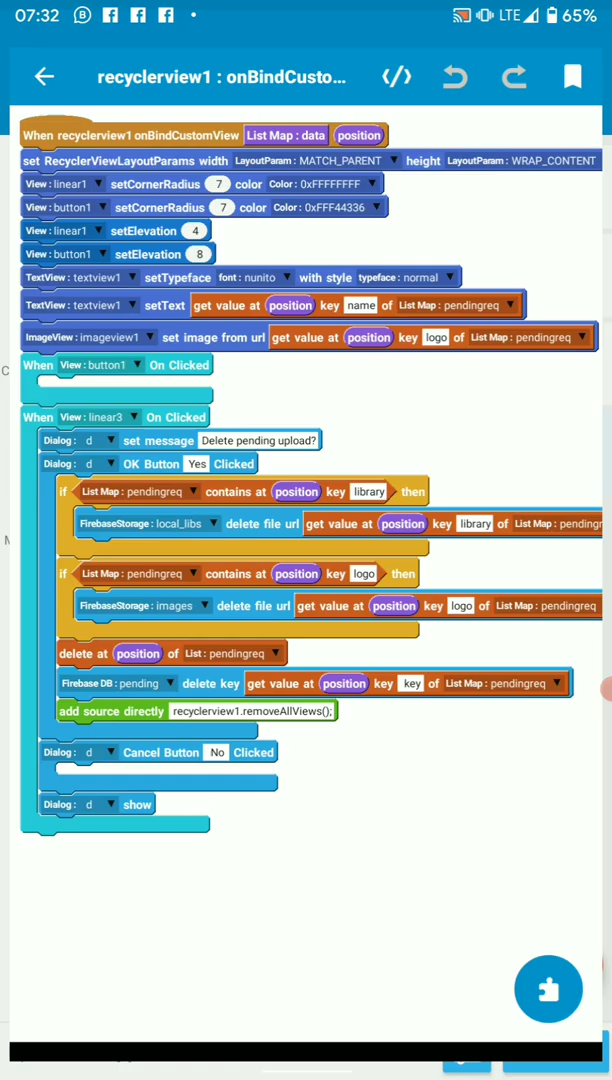 07:32 LTE 65%
recyclerview1 : onBindCusto...
When recyclerview1 onBindCustomView List Map : data position
set RecyclerViewLayoutParams width LayoutParam : MATCH_PARENT height LayoutParam : WRAP_CONTENT
View : linear1 setCornerRadius 7 color Color : 0xFFFFFFFF
View : button1 setCornerRadius 7 color Color : 0xFFF44336
View : linear1 setElevation 4
View : button1 setElevation 8
TextView : textview1 setTypeface font : nunito with style typeface : normal
TextView : textview1 setText get value at position key name of List Map : pendingreq
ImageView : imageview1 set image from url get value at position key logo of List Map : pendingreq
When View : button1 On Clicked
When View : linear3 On Clicked
Dialog : d set message Delete pending upload?
Dialog : d OK Button Yes Clicked
if List Map : pendingreq contains at position key library then
FirebaseStorage : local_libs delete file url get value at position key library of List Map : pendingr
if List Map : pendingreq contains at position key logo then
FirebaseStorage : images delete file url get value at position key logo of List Map : pendingreq
delete at position of List : pendingreq
Firebase DB : pending delete key get value at position key key of List Map : pendingreq
add source directly recyclerview1.removeAllViews();
Dialog : d Cancel Button No Clicked
Dialog : d show